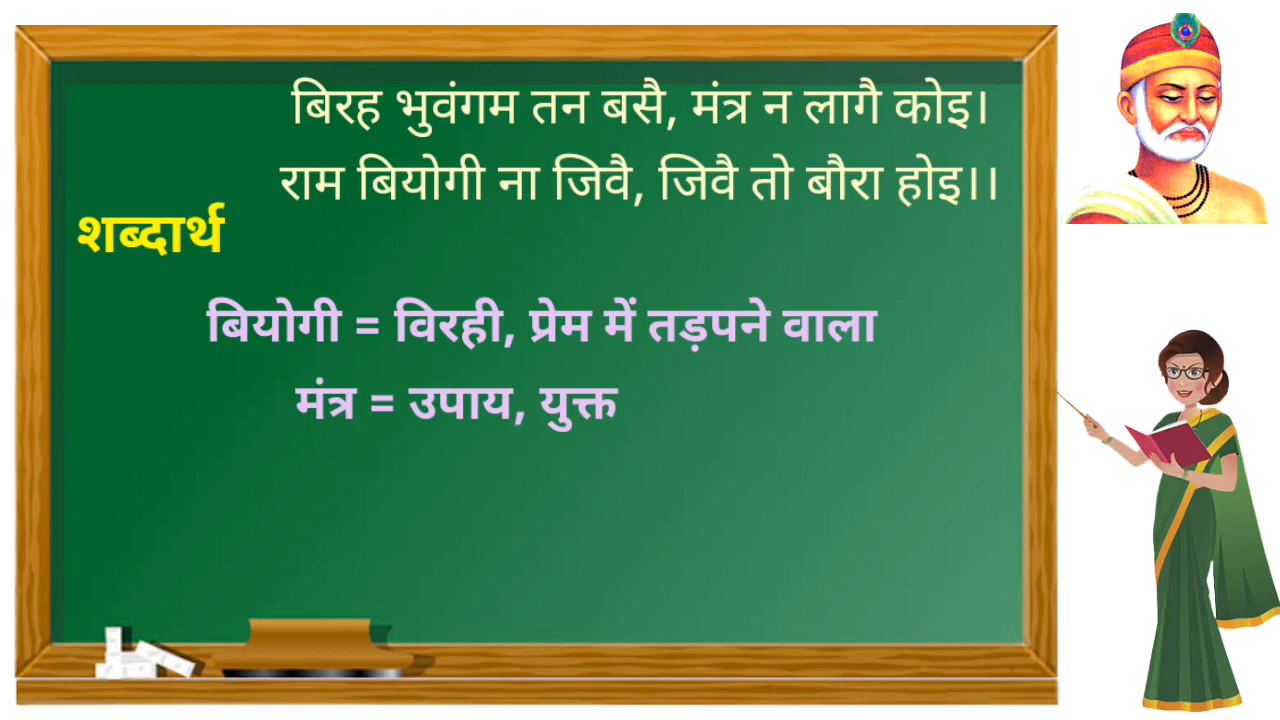 बिरह भुवंगम तन बसै, मंत्र न लागै कोइ।
राम बियोगी ना जिवै, जिवै तो बौरा होइ।।
शब्दार्थ
बियोगी = विरही, प्रेम में तड़पने वाला
मंत्र = उपाय, युक्त